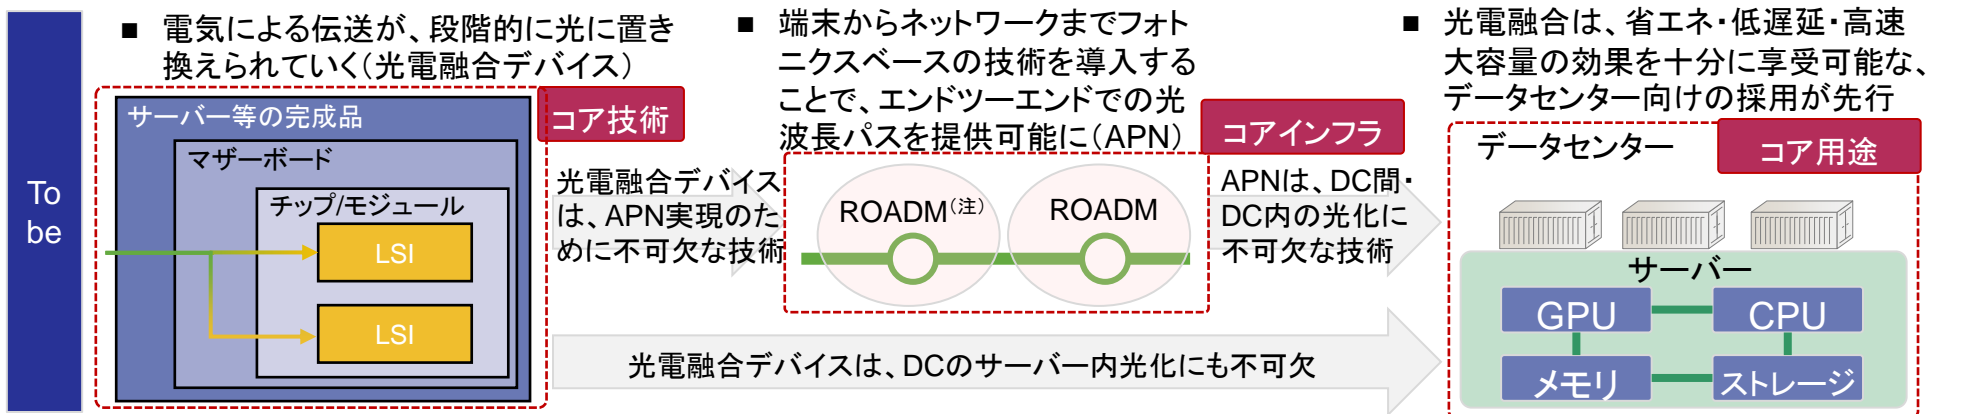 To
be
■ 電気による伝送が、段階的に光に置き
換えられていく（光電融合デバイス）
コア技術
サーバー等の完成品
マザーボード
チップ/モジュール
LSI
LSI
光電融合デバイス
は、APN実現のた
めに不可欠な技術
■ 端末からネットワークまでフォト
ニクスベースの技術を導入する
ことで、エンドツーエンドでの光
波長パスを提供可能に（APN）
コアインフラ
ROADM（注）
ROADM
APNは、DC間・
DC内の光化に
不可欠な技術
光電融合デバイスは、DCのサーバー内光化にも不可欠
■ 光電融合は、省エネ・低遅延・高速
大容量の効果を十分に享受可能な、
データセンター向けの採用が先行
データセンター
コア用途
サーバー
GPU
CPU
メモリ
ストレージ